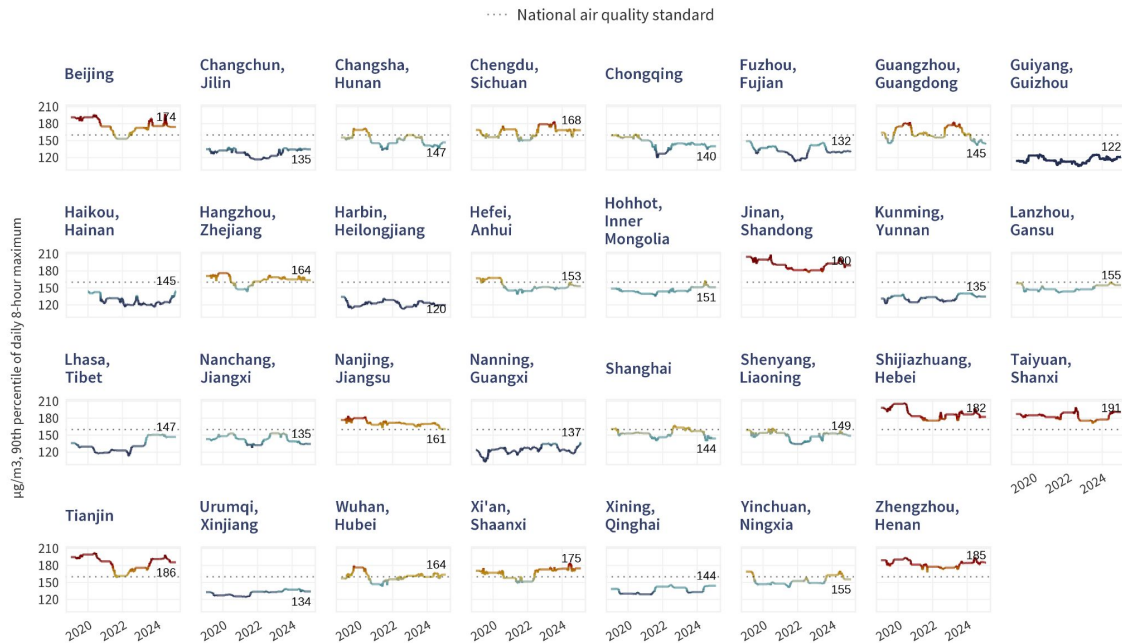 National air quality standard
µg/m3, 90th percentile of daily 8-hour maximum
Beijing
174
Changchun,
Jilin
135
Changsha,
Hunan
147
Chengdu,
Sichuan
168
Chongqing
140
Fuzhou,
Fujian
132
Guangzhou,
Guangdong
145
Guiyang,
Guizhou
122
210
180
150
120
Haikou,
Hainan
145
Hangzhou,
Zhejiang
164
Harbin,
Heilongjiang
120
Hefei,
Anhui
153
Hohhot,
Inner
Mongolia
151
Jinan,
Shandong
Kunming,
Yunnan
135
Lanzhou,
Gansu
155
210
180
150
120
Lhasa,
Tibet
147
Nanchang,
Jiangxi
135
Nanjing,
Jiangsu
161
Nanning,
Guangxi
137
Shanghai
144
Shenyang,
Liaoning
149
Shijiazhuang,
Hebei
182
Taiyuan,
Shanxi
191
210
180
150
120
2020 2022 2024
Tianjin
186
Urumqi,
Xinjiang
134
Wuhan,
Hubei
164
Xi'an,
Shaanxi
175
Xining,
Qinghai
144
Yinchuan,
Ningxia
155
Zhengzhou,
Henan
185
210
180
150
120
2020 2022 2024
2020 2022 2024
2020 2022 2024
2020 2022 2024
2020 2022 2024
2020 2022 2024
2020 2022 2024